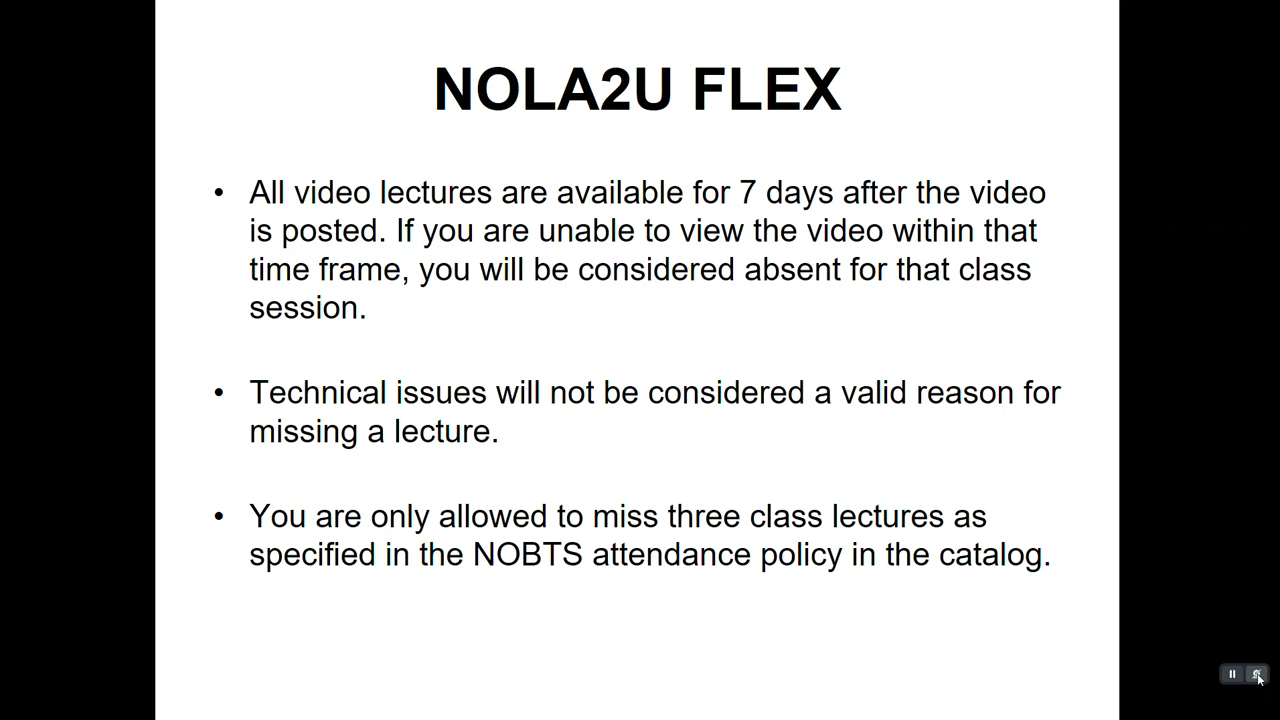 NOLA2U FLEX
• All video lectures are available for 7 days after the video
is posted. If you are unable to view the video within that
time frame, you will be considered absent for that class
session.
• Technical issues will not be considered a valid reason for
missing a lecture.
• You are only allowed to miss three class lectures as
specified in the NOBTS attendance policy in the catalog.